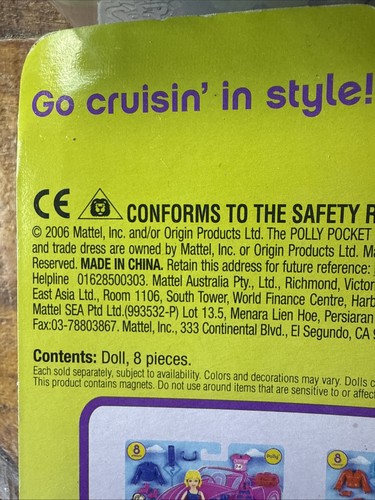 Go cruisin' in style!
CE CONFORMS TO THE SAFETY R
© 2006 Mattel, Inc. and/or Origin Products Ltd. The POLLY POCKET
and trade dress are owned by Mattel, Inc. or Origin Products Ltd. Ma
Reserved. MADE IN CHINA. Retain this address for future reference:
Helpline 01628500303. Mattel Australia Pty., Ltd., Richmond, Victor
East Asia Ltd., Room 1106, South Tower, World Finance Centre, Harb
Mattel SEA Ptd Ltd.(993532-P) Lot 13.5, Menara Lien Hoe, Persiaran
Fax:03-78803867. Mattel, Inc., 333 Continental Blvd., El Segundo, CA 9
Contents: Doll, 8 pieces.
Each sold separately, subject to availability. Colors and decorations may vary. Dolls c
This product contains magnets. Do not use around items that are sensitive to or affec
8
8